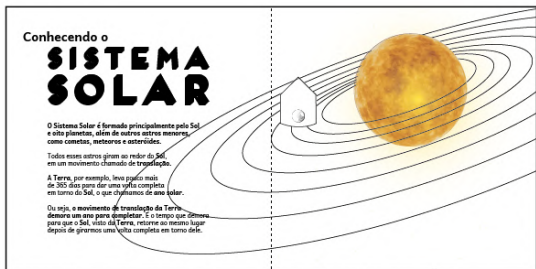 Conhecendo o
SISTEMA
SOLAR
O Sistema Solar é formado principalmente pelo Sol
e oito planetas, além de outros astros menores,
como cometas, meteoros e asteróides.
Todos esses astros giram ao redor do Sol,
em um movimento chamado de translação.
A Terra, por exemplo, leva pouco mais
de 365 dias para dar uma volta completa
em torno do Sol, o que chamamos de ano solar.
Ou seja, o movimento de translação da Terra
demora um ano para completar. É o tempo que demora
para que o Sol, visto da Terra, retorne ao mesmo lugar
depois de girarmos uma volta completa em torno dele.